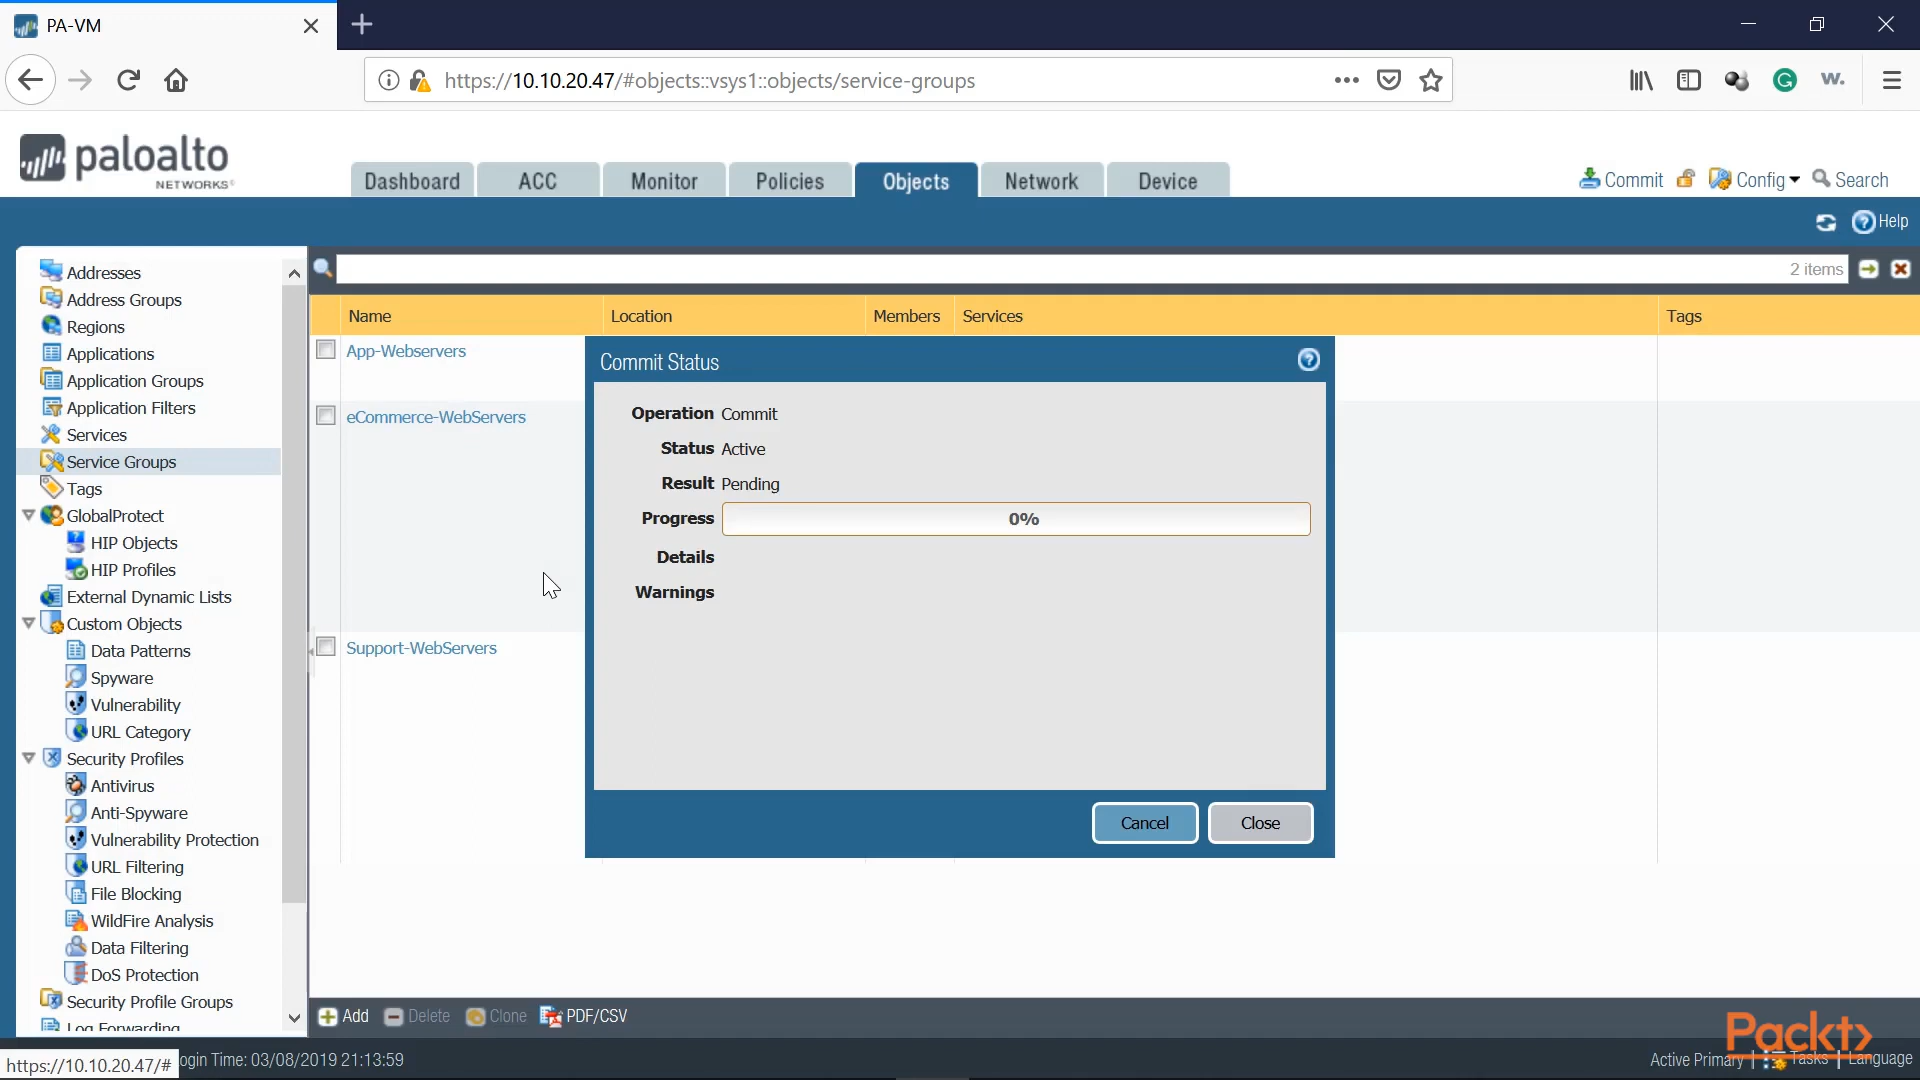 PA-VM
https://10.10.20.47/#objects::vsys1::objects/service-groups
W.
paloalto
NETWORKS
Dashboard ACC Monitor Policies Objects Network Device
Commit Config Search
Help
2 items
Addresses
Address Groups
Regions
Applications
Application Groups
Application Filters
Services
Service Groups
Tags
GlobalProtect
HIP Objects
HIP Profiles
External Dynamic Lists
Custom Objects
Data Patterns
Spyware
Vulnerability
URL Category
Security Profiles
Antivirus
Anti-Spyware
Vulnerability Protection
URL Filtering
File Blocking
WildFire Analysis
Data Filtering
DoS Protection
Security Profile Groups
Log Forwarding
Name Location Members Services Tags
App-Webservers
eCommerce-WebServers
Support-WebServers
Commit Status
Operation Commit
Status Active
Result Pending
Progress 0%
Details
Warnings
Cancel Close
Add Delete Clone PDF/CSV
Packt>
https://10.10.20.47/# ogin Time: 03/08/2019 21:13:59
Active Primary | Tasks | Language